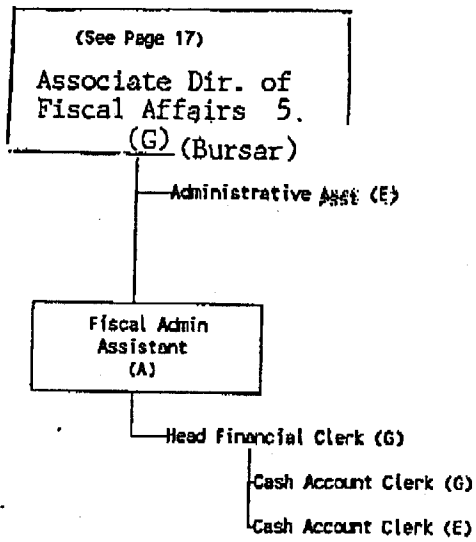 (See Page 17)
Associate Dir. of
Fiscal Affairs 5.
(G) (Bursar)
Administrative Asst (E)
Fiscal Admin
Assistant
(A)
Head Financial Clerk (G)
Cash Account Clerk (G)
Cash Account Clerk (E)